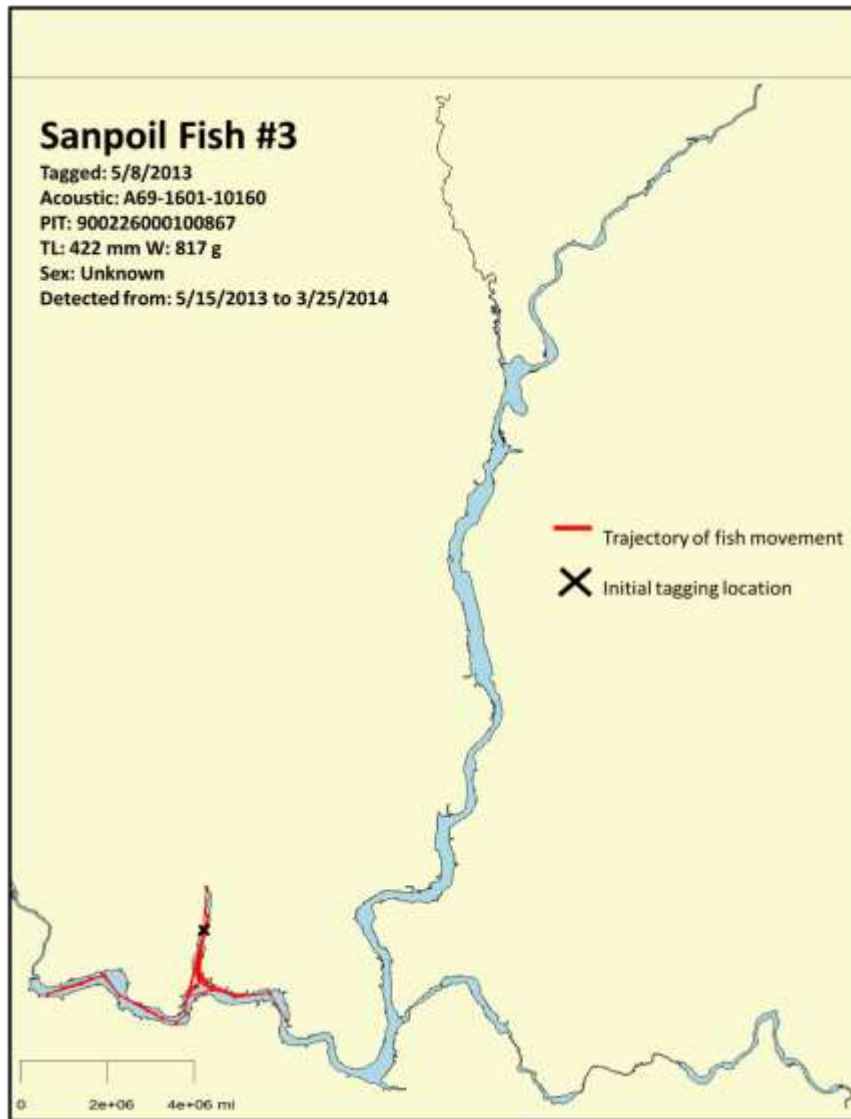 Sanpoil Fish #3
Tagged: 5/8/2013
Acoustic: A69-1601-10160
PIT: 900226000100867
TL: 422 mm W: 817 g
Sex: Unknown
Detected from: 5/15/2013 to 3/25/2014
Trajectory of fish movement
Initial tagging location
0 2e+06 4e+06 mi